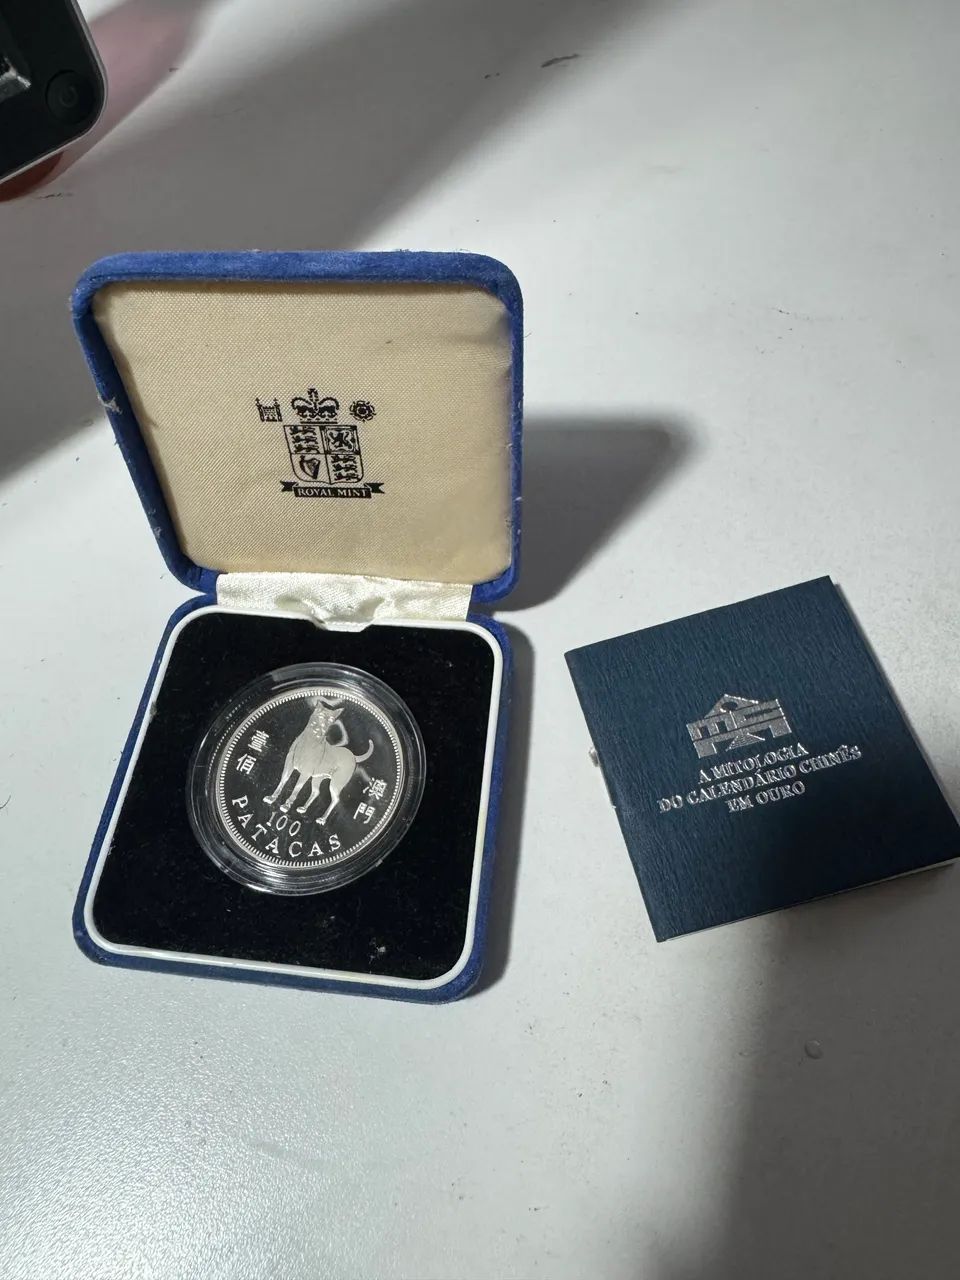 ROYAL MINT
壹佰
澳門
100
PATACAS
A MITOLOGIA
DO CALENDÁRIO CHINÊS
EM OURO